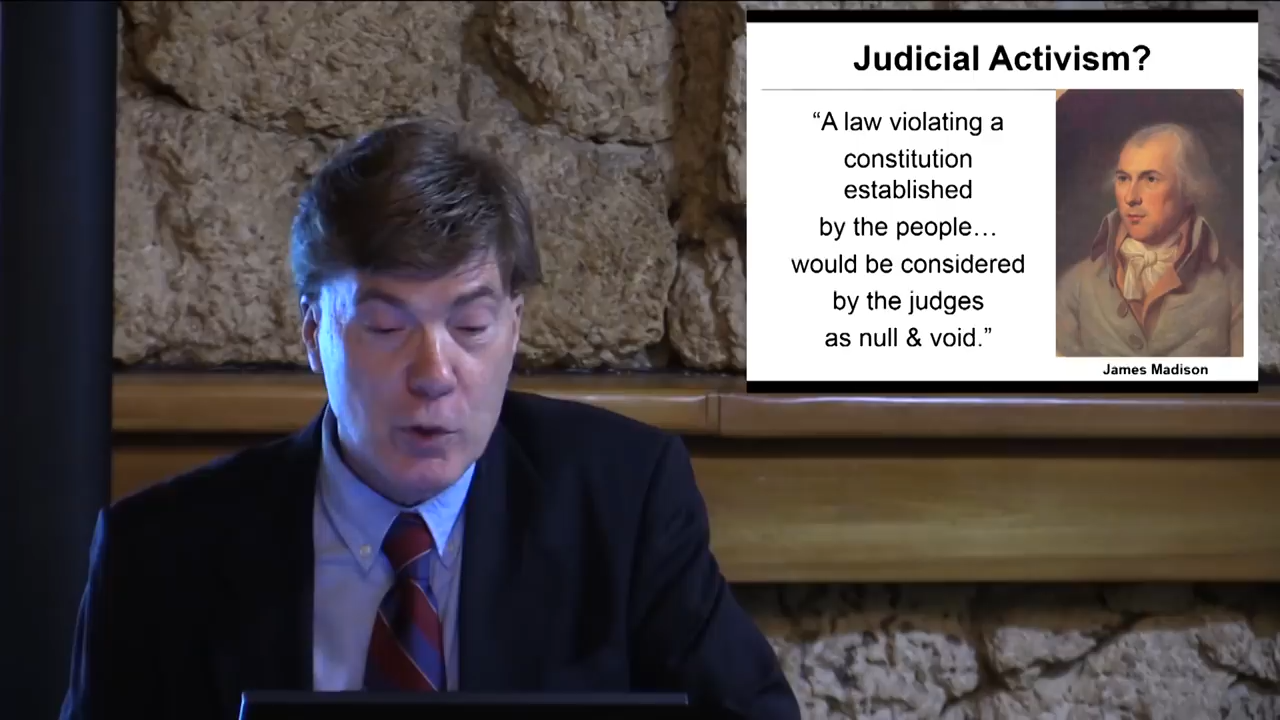 Judicial Activism?
“A law violating a
constitution
established
by the people…
would be considered
by the judges
as null & void.”
James Madison